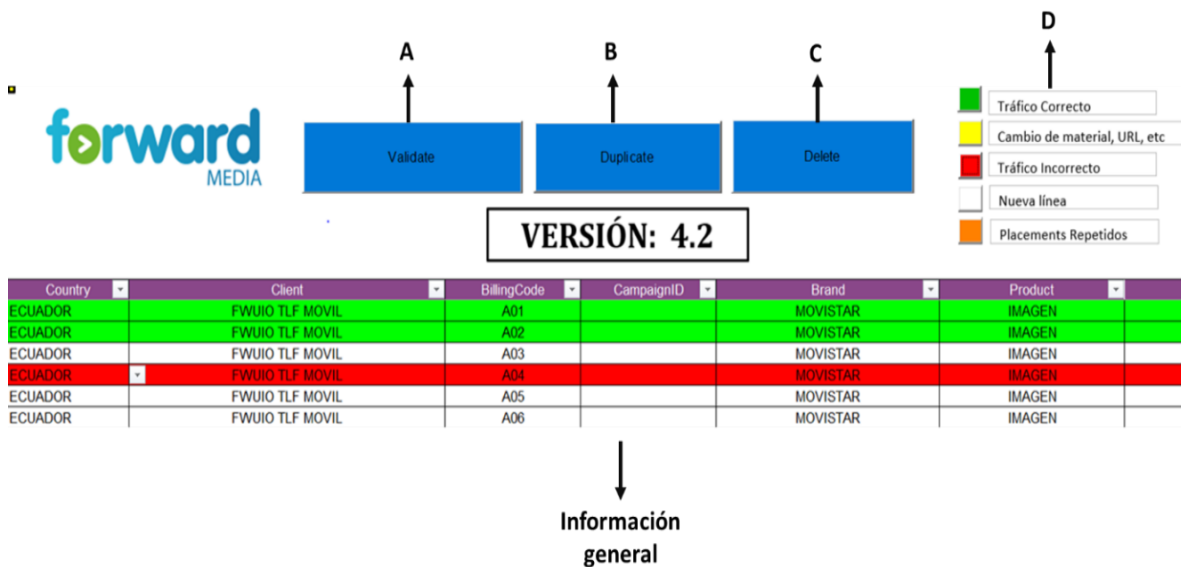 A B C D
forward
MEDIA
Validate Duplicate Delete
Tráfico Correcto
Cambio de material, URL, etc
Tráfico Incorrecto
Nueva línea
Placements Repetidos
VERSIÓN: 4.2
Country Client BillingCode CampaignID Brand Product
ECUADOR FWUIO TLF MOVIL A01 MOVISTAR IMAGEN
ECUADOR FWUIO TLF MOVIL A02 MOVISTAR IMAGEN
ECUADOR FWUIO TLF MOVIL A03 MOVISTAR IMAGEN
ECUADOR FWUIO TLF MOVIL A04 MOVISTAR IMAGEN
ECUADOR FWUIO TLF MOVIL A05 MOVISTAR IMAGEN
ECUADOR FWUIO TLF MOVIL A06 MOVISTAR IMAGEN
Información
general